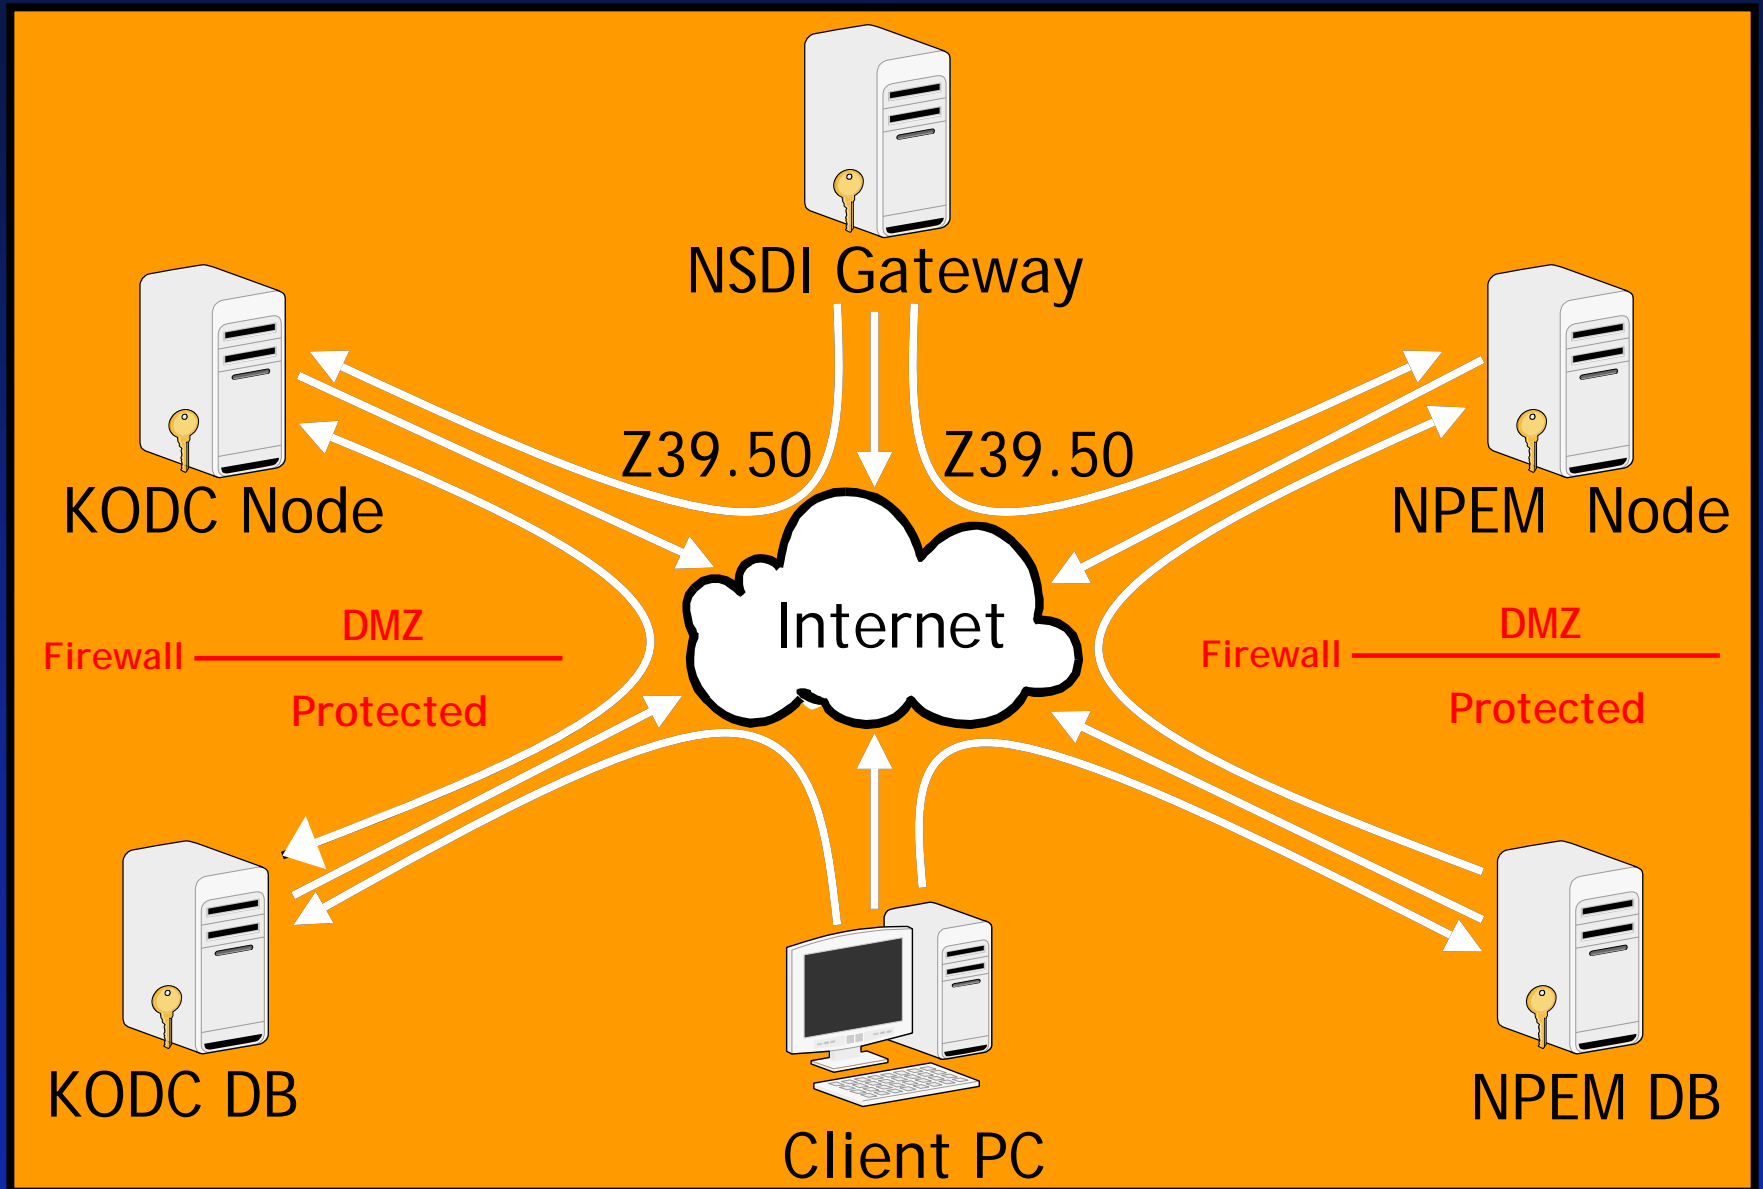 NSDI Gateway
Z39.50 Z39.50
KODC Node
NPEM Node
Internet
DMZ
Firewall
Protected
DMZ
Firewall
Protected
KODC DB
NPEM DB
Client PC